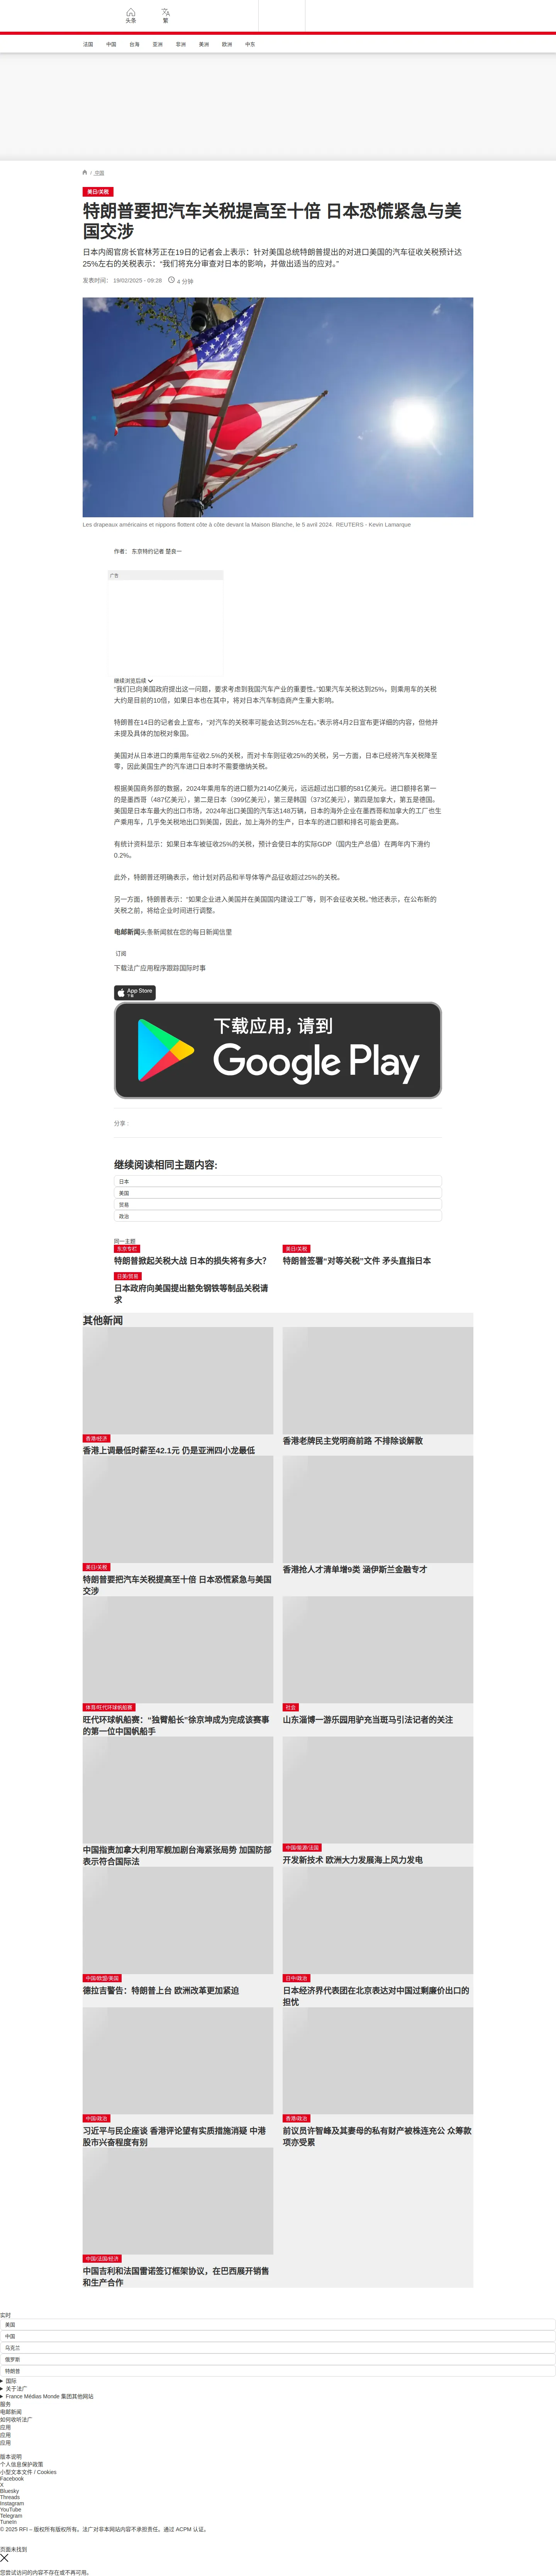 头条
繁
法国
中国
台海
亚洲
非洲
美洲
欧洲
中东
/ 中国
美日/关税
特朗普要把汽车关税提高至十倍 日本恐慌紧急与美
国交涉
日本内阁官房长官林芳正在19日的记者会上表示：针对美国总统特朗普提出的对进口美国的汽车征收关税预计达
25%左右的关税表示：“我们将充分审查对日本的影响，并做出适当的应对。”
发表时间： 19/02/2025 - 09:28
4 分钟
Les drapeaux américains et nippons flottent côte à côte devant la Maison Blanche, le 5 avril 2024. REUTERS - Kevin Lamarque
作者： 东京特约记者 楚良一
广告
继续浏览后续
“我们已向美国政府提出这一问题，要求考虑到我国汽车产业的重要性。”如果汽车关税达到25%，则乘用车的关税
大约是目前的10倍，如果日本也在其中，将对日本汽车制造商产生重大影响。
特朗普在14日的记者会上宣布，“对汽车的关税率可能会达到25%左右。”表示将4月2日宣布更详细的内容，但他并
未提及具体的加税对象国。
美国对从日本进口的乘用车征收2.5%的关税，而对卡车则征收25%的关税，另一方面，日本已经将汽车关税降至
零，因此美国生产的汽车进口日本时不需要缴纳关税。
根据美国商务部的数据，2024年乘用车的进口额为2140亿美元，远远超过出口额的581亿美元。进口额排名第一
的是墨西哥（487亿美元），第二是日本（399亿美元），第三是韩国（373亿美元），第四是加拿大，第五是德国。
美国是日本车最大的出口市场，2024年出口美国的汽车达148万辆，日本的海外企业在墨西哥和加拿大的工厂也生
产乘用车，几乎免关税地出口到美国，因此，加上海外的生产，日本车的进口额和排名可能会更高。
有统计资料显示：如果日本车被征收25%的关税，预计会使日本的实际GDP（国内生产总值）在两年内下滑约
0.2%。
此外，特朗普还明确表示，他计划对药品和半导体等产品征收超过25%的关税。
另一方面，特朗普表示：“如果企业进入美国并在美国国内建设工厂等，则不会征收关税。”他还表示，在公布新的
关税之前，将给企业时间进行调整。
电邮新闻头条新闻就在您的每日新闻信里
订阅
下载法广应用程序跟踪国际时事
App Store
下载
下载应用，请到
Google Play
分享 :
继续阅读相同主题内容:
日本
美国
贸易
政治
同一主题
东京专栏
特朗普掀起关税大战 日本的损失将有多大?
美日/关税
特朗普签署“对等关税”文件 矛头直指日本
日美/贸易
日本政府向美国提出豁免钢铁等制品关税请
求
其他新闻
香港/经济
香港上调最低时薪至42.1元 仍是亚洲四小龙最低
香港老牌民主党明商前路 不排除谈解散
美日/关税
特朗普要把汽车关税提高至十倍 日本恐慌紧急与美国
交涉
香港抢人才清单增9类 涵伊斯兰金融专才
体育/旺代环球帆船赛
旺代环球帆船赛：“独臂船长”徐京坤成为完成该赛事
的第一位中国帆船手
社会
山东淄博一游乐园用驴充当斑马引法记者的关注
中国指责加拿大利用军舰加剧台海紧张局势 加国防部
表示符合国际法
中国/能源/法国
开发新技术 欧洲大力发展海上风力发电
中国/欧盟/美国
德拉吉警告：特朗普上台 欧洲改革更加紧迫
日中/政治
日本经济界代表团在北京表达对中国过剩廉价出口的
担忧
中国/政治
习近平与民企座谈 香港评论望有实质措施消疑 中港
股市兴奋程度有别
香港/政治
前议员许智峰及其妻母的私有财产被株连充公 众筹款
项亦受累
中国/法国/经济
中国吉利和法国雷诺签订框架协议，在巴西展开销售
和生产合作
实时
美国
中国
乌克兰
俄罗斯
特朗普
国际
关于法广
France Médias Monde 集团其他网站
服务
电邮新闻
如何收听法广
应用
应用
应用
版本说明
个人信息保护政策
小型文本文件 / Cookies
Facebook
X
Bluesky
Threads
Instagram
YouTube
Telegram
TuneIn
© 2025 RFI – 版权所有版权所有。法广对非本网站内容不承担责任。通过 ACPM 认证。
页面未找到
您尝试访问的内容不存在或不再可用。